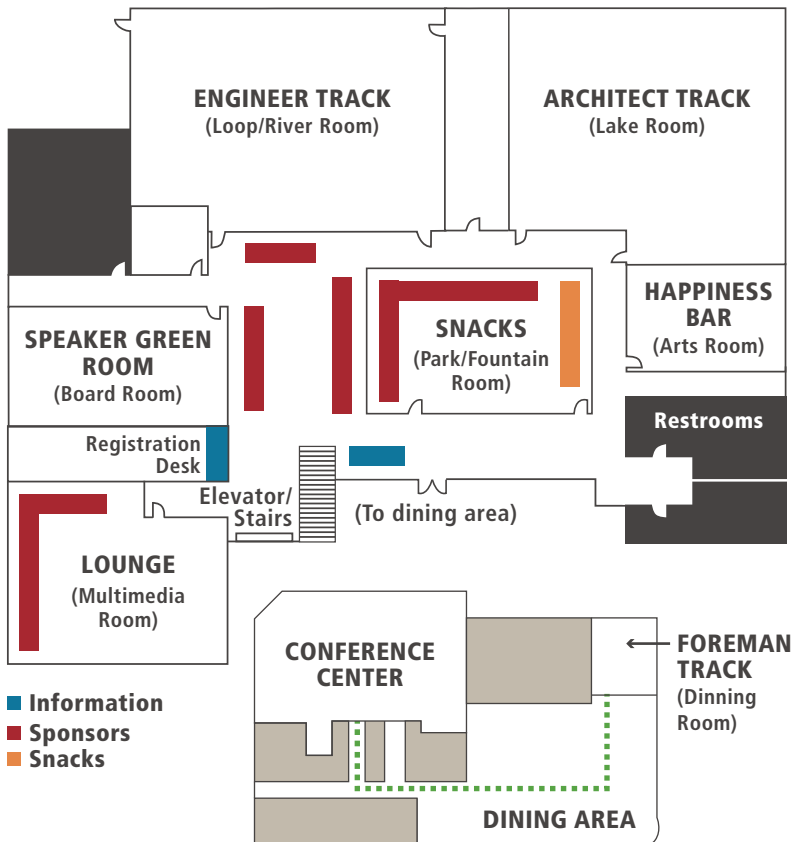 ENGINEER TRACK
(Loop/River Room)
ARCHITECT TRACK
(Lake Room)
SPEAKER GREEN
ROOM
(Board Room)
SNACKS
(Park/Fountain
Room)
HAPPINESS
BAR
(Arts Room)
Restrooms
Registration
Desk
Elevator/
Stairs
(To dining area)
LOUNGE
(Multimedia
Room)
CONFERENCE
CENTER
FOREMAN
TRACK
(Dinning
Room)
Information
Sponsors
Snacks
DINING AREA